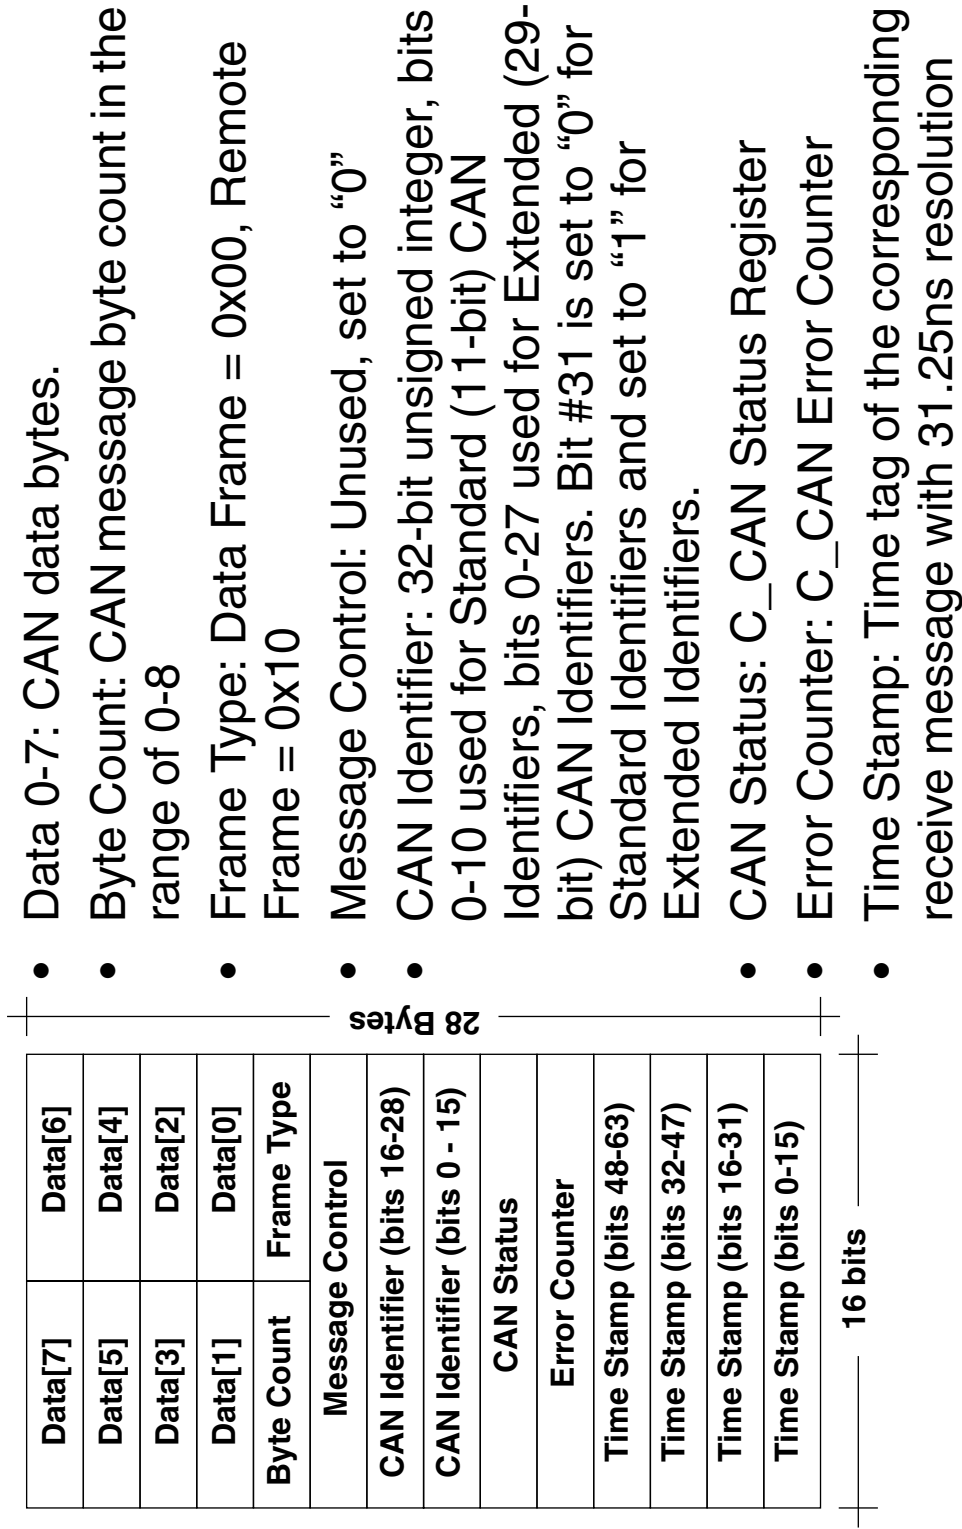 Data[7] Data[6]
Data[5] Data[4]
Data[3] Data[2]
Data[1] Data[0]
Byte Count Frame Type
Message Control
CAN Identifier (bits 16-28)
CAN Identifier (bits 0 - 15)
CAN Status
Error Counter
Time Stamp (bits 48-63)
Time Stamp (bits 32-47)
Time Stamp (bits 16-31)
Time Stamp (bits 0-15)
16 bits
28 Bytes
• Data 0-7: CAN data bytes.
• Byte Count: CAN message byte count in the
range of 0-8
• Frame Type: Data Frame = 0x00, Remote
Frame = 0x10
• Message Control: Unused, set to “0”
• CAN Identifier: 32-bit unsigned integer, bits
0-10 used for Standard (11-bit) CAN
Identifiers, bits 0-27 used for Extended (29-
bit) CAN Identifiers. Bit #31 is set to “0” for
Standard Identifiers and set to “1” for
Extended Identifiers.
• CAN Status: C_CAN Status Register
• Error Counter: C_CAN Error Counter
• Time Stamp: Time tag of the corresponding
receive message with 31.25ns resolution